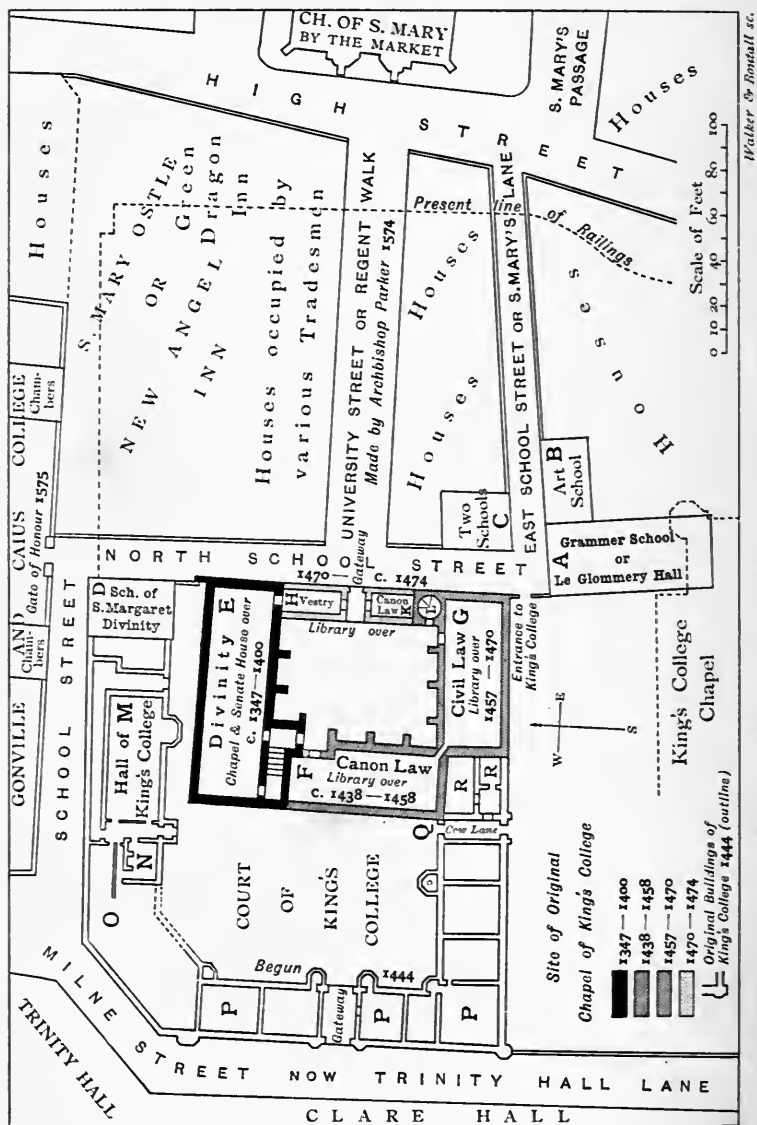 CH. OF S. MARY
BY THE MARKET
S. MARY'S
PASSAGE
HIGH STREET
Houses
Houses
S. MARY OSTLE
OR
NEW ANGEL
INN
Green
Dragon
Inn
Houses occupied by
various Tradesmen
UNIVERSITY STREET OR REGENT WALK
Made by Archbishop Parker 1574
Present line
of Railings
Houses
Houses
EAST SCHOOL STREET OR S.MARY'S LANE
Houses
Scale of Feet
0 10 20 40 60 80 100
GONVILLE AND CAIUS COLLEGE
Chambers
Gate of Honour 1575
Chambers
SCHOOL STREET
NORTH SCHOOL STREET
1470— c. 1474
Gateway
Two
Schools
C
Art B
School
A
Grammer School
or
Le Glommery Hall
D
Sch. of
S.Margaret
Divinity
Divinity E
Chapel & Senate House over
c. 1347—1400
H
Vestry
Canon
Law K
Library over
Civil Law G
Library over
1457—1470
F
Canon Law
Library over
c. 1438—1458
Entrance to
King's College
Hall of M
King's College
N
O
COURT
OF
KING'S
COLLEGE
Q
R
R
Cow Lane
Begun 1444
Gateway
P
P
P
W
E
S
King's College
Chapel
Site of Original
Chapel of King's College
1347—1400
1438—1458
1457—1470
1470—1474
Original Buildings of
King's College 1444 (outline)
MILNE STREET NOW TRINITY HALL LANE
TRINITY HALL
CLARE HALL
Walker & Boutall sc.